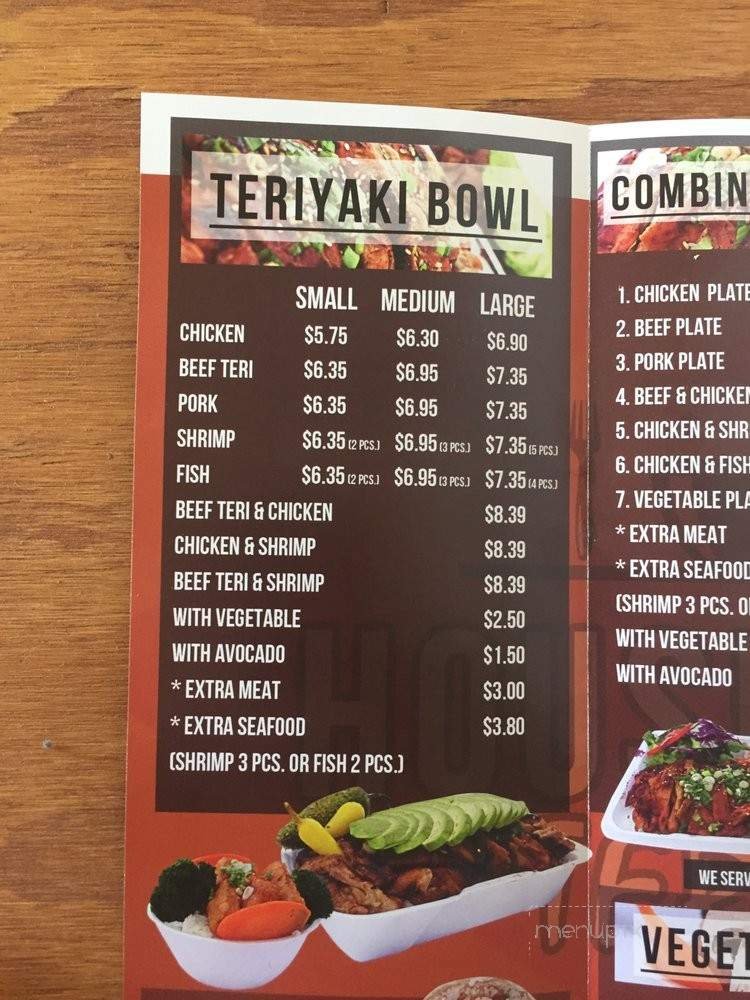 TERIYAKI BOWL
SMALL MEDIUM LARGE
CHICKEN $5.75 $6.30 $6.90
BEEF TERI $6.35 $6.95 $7.35
PORK $6.35 $6.95 $7.35
SHRIMP $6.35 (2 PCS.) $6.95 (3 PCS.) $7.35 (5 PCS.)
FISH $6.35 (2 PCS.) $6.95 (3 PCS.) $7.35 (4 PCS.)
BEEF TERI & CHICKEN $8.39
CHICKEN & SHRIMP $8.39
BEEF TERI & SHRIMP $8.39
WITH VEGETABLE $2.50
WITH AVOCADO $1.50
* EXTRA MEAT $3.00
* EXTRA SEAFOOD $3.80
(SHRIMP 3 PCS. OR FISH 2 PCS.)
COMBIN
1. CHICKEN PLATE
2. BEEF PLATE
3. PORK PLATE
4. BEEF & CHICKEN
5. CHICKEN & SHR
6. CHICKEN & FISH
7. VEGETABLE PLA
* EXTRA MEAT
* EXTRA SEAFOOD
(SHRIMP 3 PCS. O
WITH VEGETABLE
WITH AVOCADO
HOUS
WE SERV
VEGET
menup